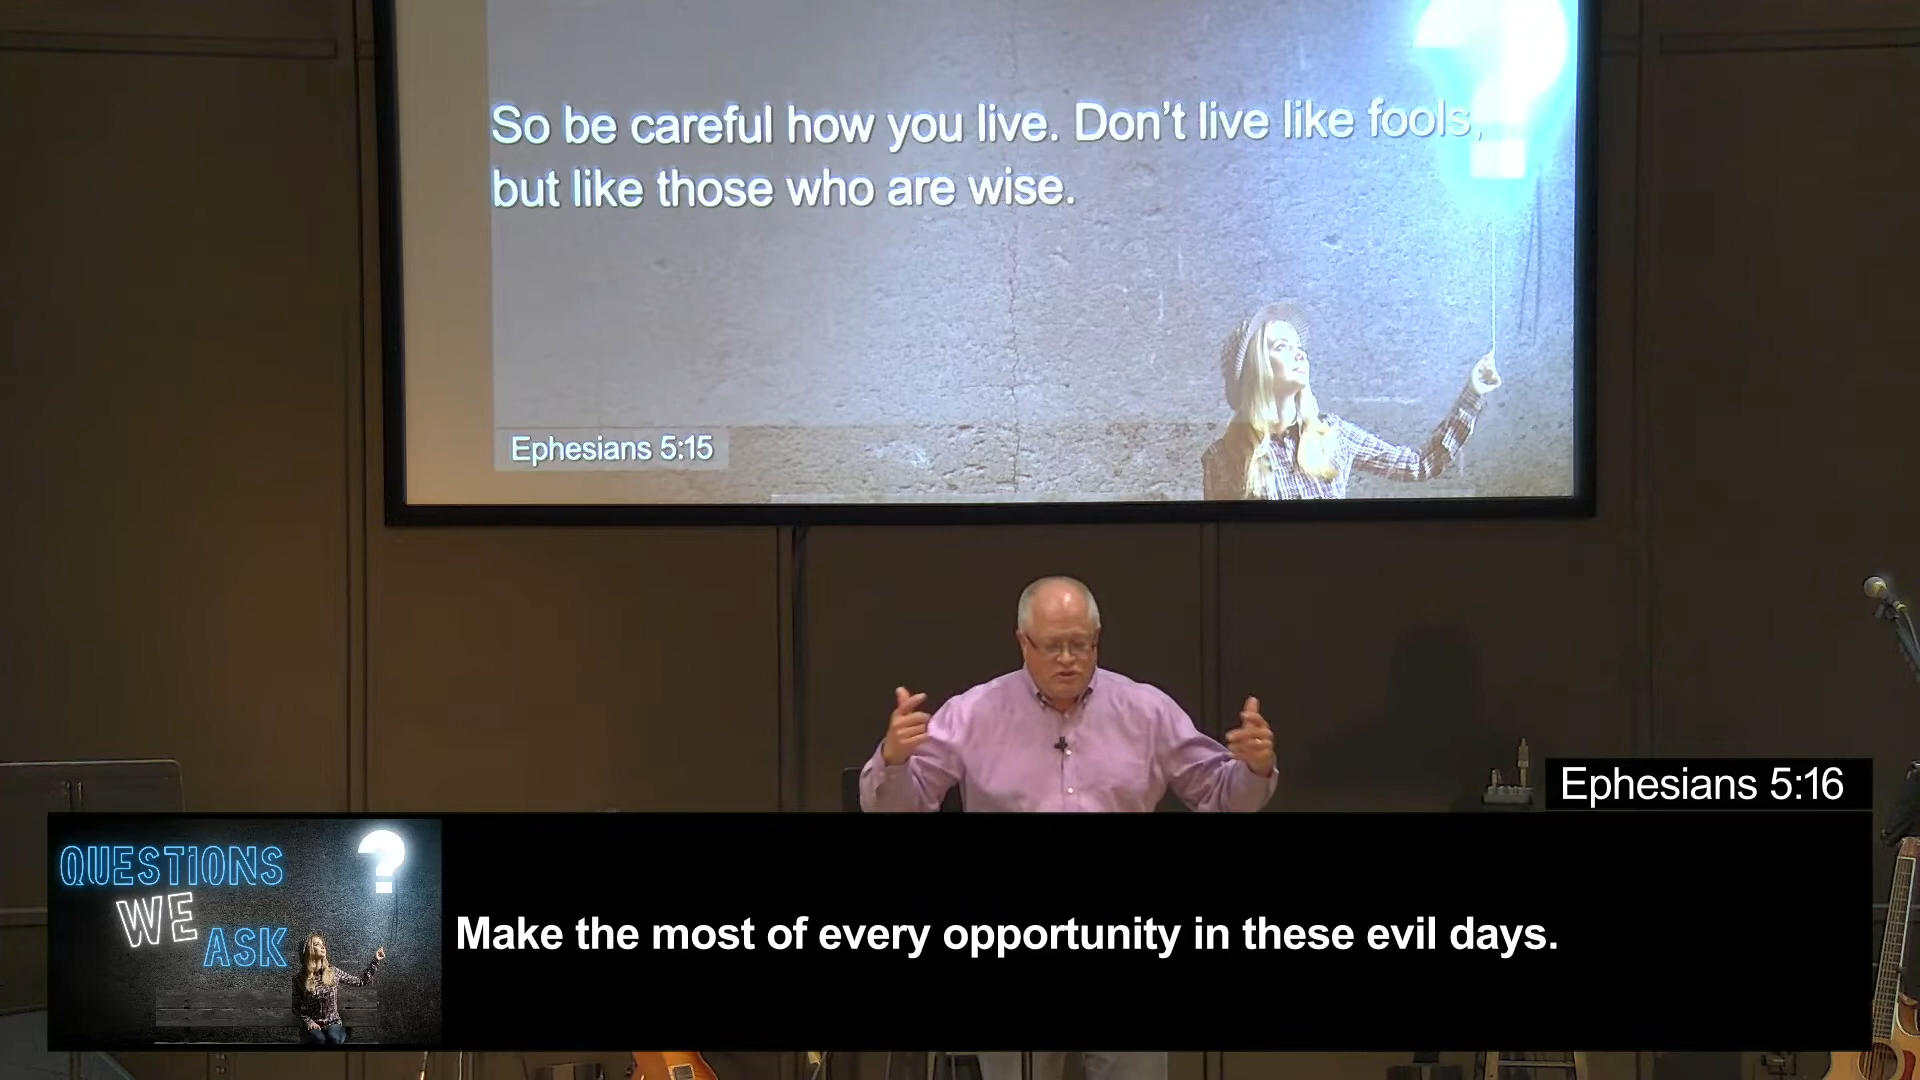 So be careful how you live. Don't live like fools,
but like those who are wise.
Ephesians 5:15
Ephesians 5:16
QUESTIONS
WE
ASK
?
Make the most of every opportunity in these evil days.